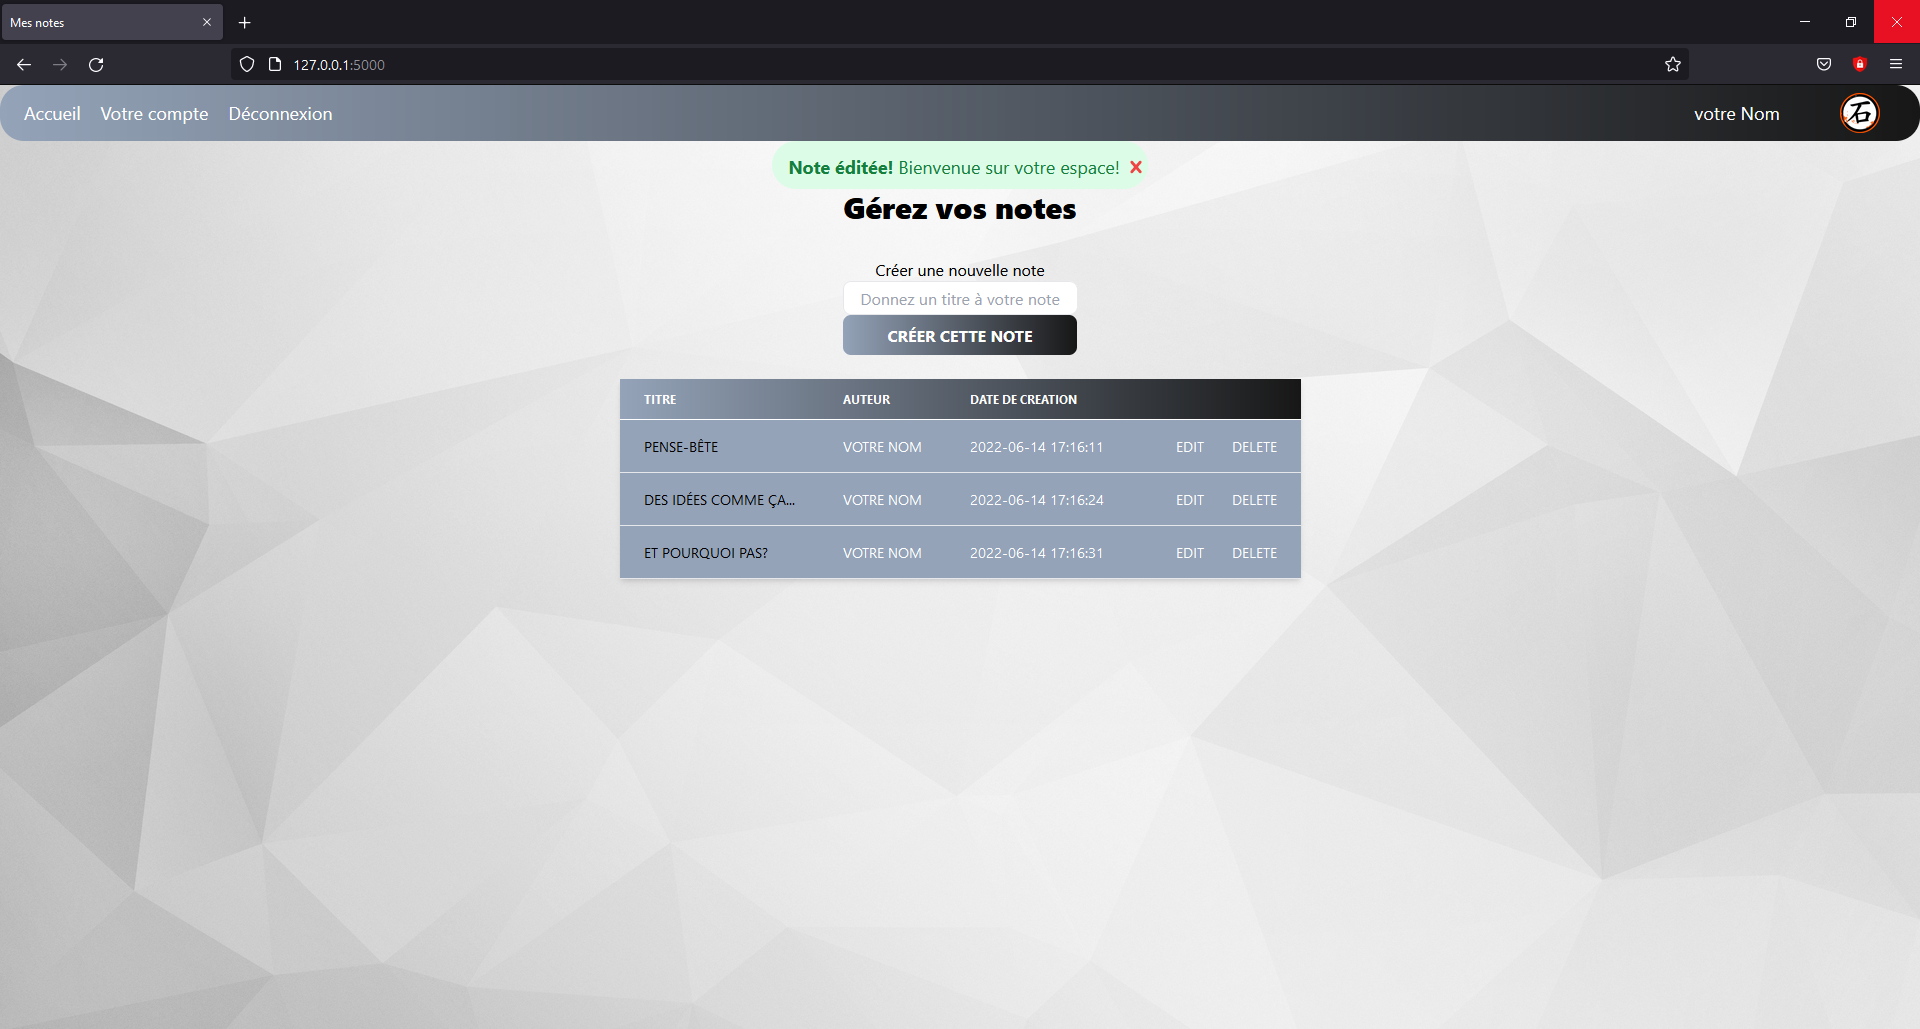 Mes notes
127.0.0.1:5000
Accueil Votre compte Déconnexion votre Nom 石
Note éditée! Bienvenue sur votre espace!
Gérez vos notes
Créer une nouvelle note
Donnez un titre à votre note
CRÉER CETTE NOTE
TITRE AUTEUR DATE DE CREATION
PENSE-BÊTE VOTRE NOM 2022-06-14 17:16:11 EDIT DELETE
DES IDÉES COMME ÇA... VOTRE NOM 2022-06-14 17:16:24 EDIT DELETE
ET POURQUOI PAS? VOTRE NOM 2022-06-14 17:16:31 EDIT DELETE